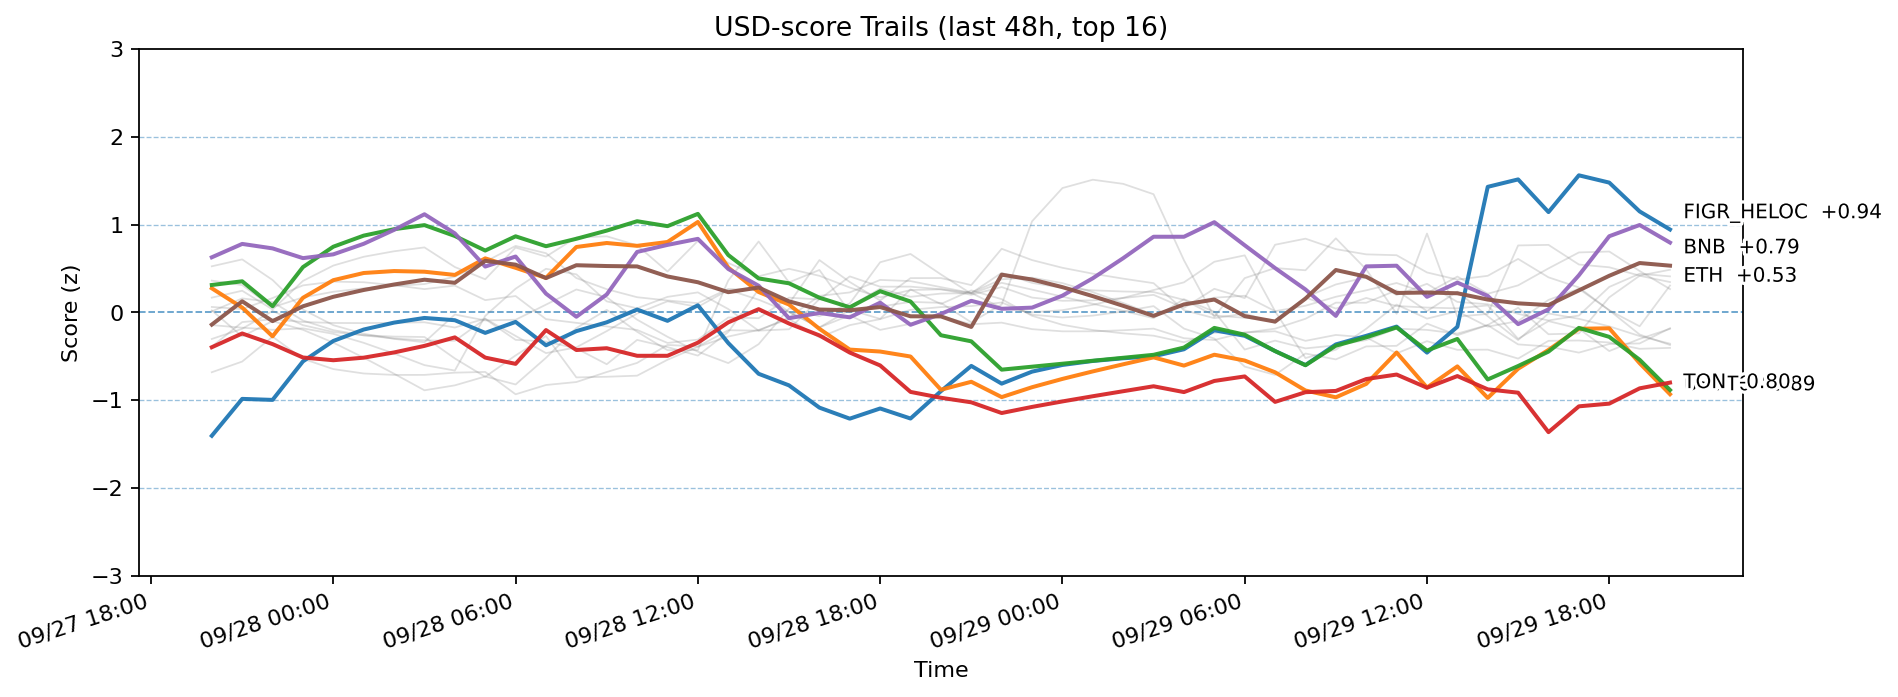 USD-score Trails (last 48h, top 16)
3
2
1
0
−1
−2
−3
Score (z)
FIGR_HELOC +0.94
BNB +0.79
ETH +0.53
TON -0.80
09/27 18:00
09/28 00:00
09/28 06:00
09/28 12:00
09/28 18:00
09/29 00:00
09/29 06:00
09/29 12:00
09/29 18:00
Time